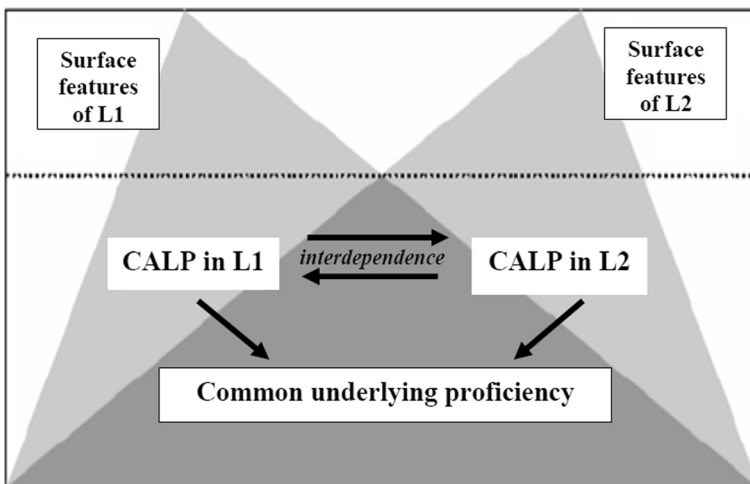 Surface
features
of L1
Surface
features
of L2
CALP in L1
interdependence
CALP in L2
Common underlying proficiency